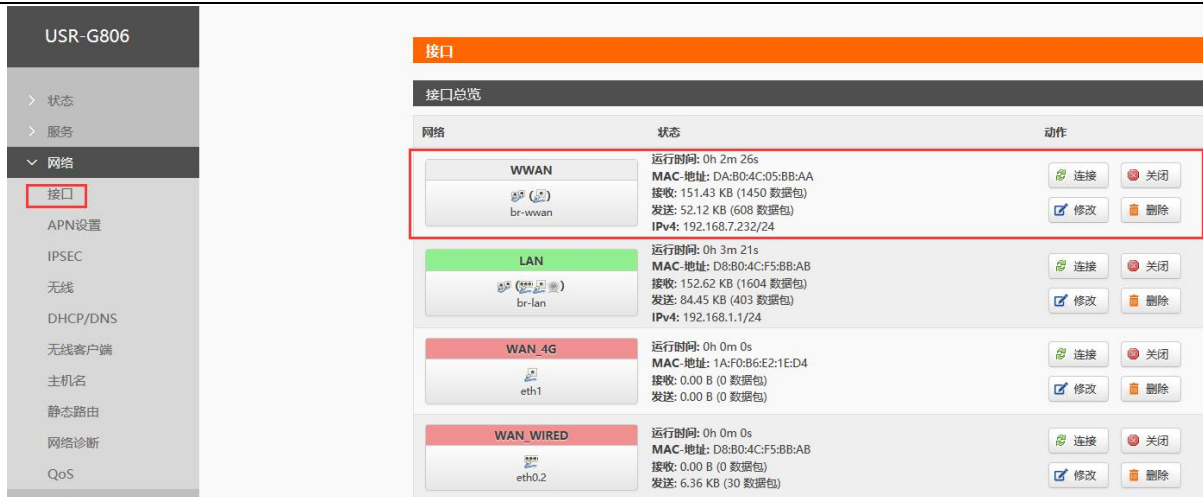 USR-G806
状态
服务
网络
接口
APN设置
IPSEC
无线
DHCP/DNS
无线客户端
主机名
静态路由
网络诊断
QoS
接口
接口总览
网络 状态 动作
WWAN
br-wwan
运行时间: 0h 2m 26s
MAC-地址: DA:B0:4C:05:BB:AA
接收: 151.43 KB (1450 数据包)
发送: 52.12 KB (608 数据包)
IPv4: 192.168.7.232/24
连接 关闭
修改 删除
LAN
br-lan
运行时间: 0h 3m 21s
MAC-地址: D8:B0:4C:F5:BB:AB
接收: 152.62 KB (1604 数据包)
发送: 84.45 KB (403 数据包)
IPv4: 192.168.1.1/24
连接 关闭
修改 删除
WAN_4G
eth1
运行时间: 0h 0m 0s
MAC-地址: 1A:F0:B6:E2:1E:D4
接收: 0.00 B (0 数据包)
发送: 0.00 B (0 数据包)
连接 关闭
修改 删除
WAN_WIRED
eth0.2
运行时间: 0h 0m 0s
MAC-地址: D8:B0:4C:F5:BB:AB
接收: 0.00 B (0 数据包)
发送: 6.36 KB (30 数据包)
连接 关闭
修改 删除